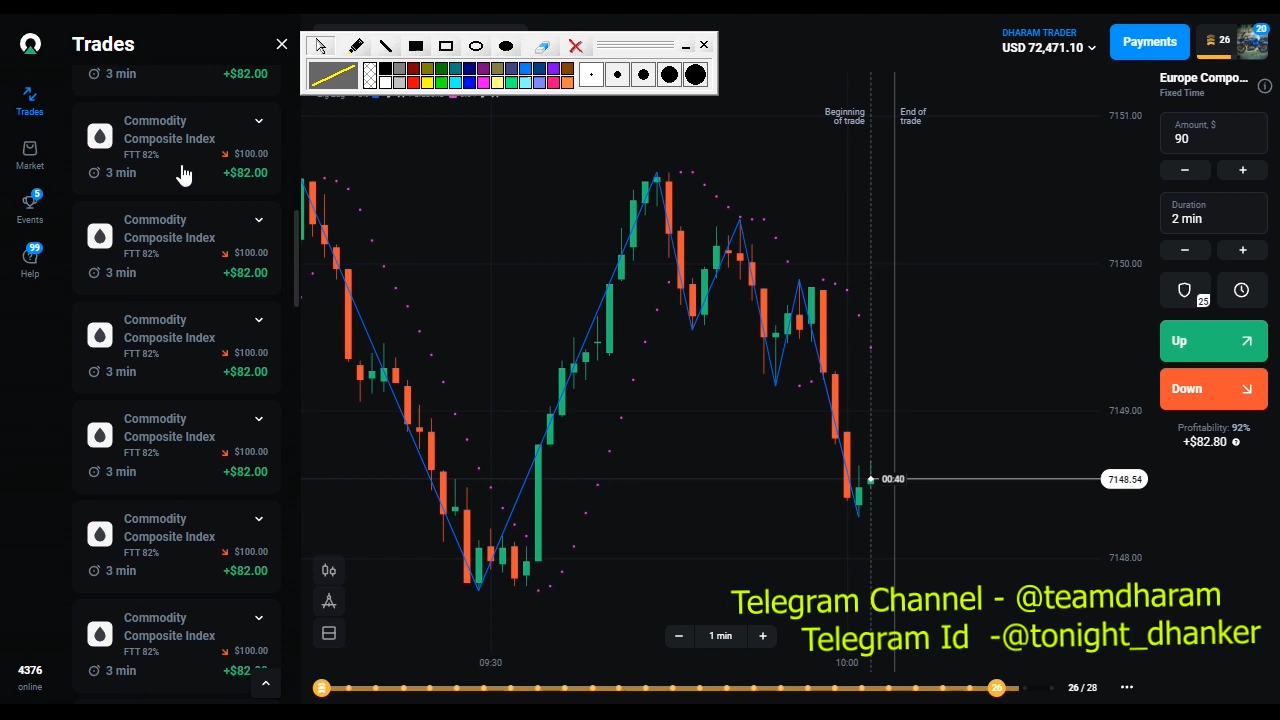 Trades
DHARAM TRADER
USD 72,471.10
Payments
26
20
Europe Compo...
Fixed Time
Trades
Market
5
Events
99
Help
4376
online
3 min +$82.00
Commodity
Composite Index
FTT 82% $100.00
3 min +$82.00
Commodity
Composite Index
FTT 82% $100.00
3 min +$82.00
Commodity
Composite Index
FTT 82% $100.00
3 min +$82.00
Commodity
Composite Index
FTT 82% $100.00
3 min +$82.00
Commodity
Composite Index
FTT 82% $100.00
3 min +$82.00
Commodity
Composite Index
FTT 82% $100.00
3 min
Beginning
of trade
End of
trade
7151.00
7150.00
7149.00
7148.54
7148.00
00:40
09:30
10:00
− 1 min +
26
26 / 28
Amount, $
90
− +
Duration
2 min
− +
25
Up
Down
Profitability: 92%
+$82.80
Telegram Channel - @teamdharam
Telegram Id -@tonight_dhanker